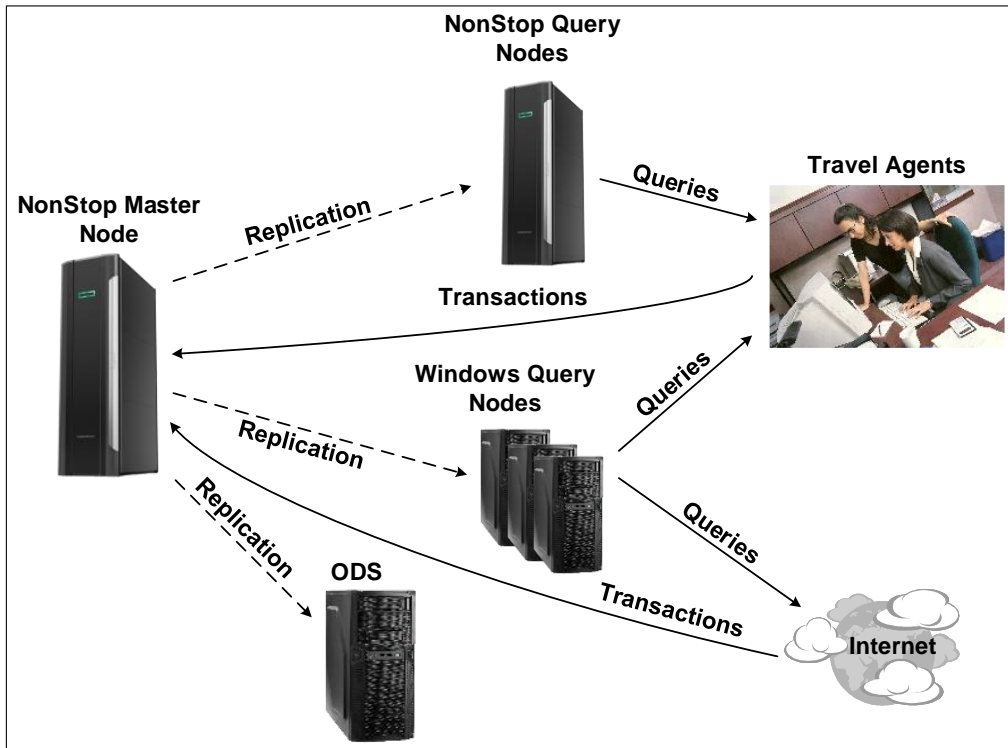 NonStop Query
Nodes
Travel Agents
Queries
NonStop Master
Node
Replication
Transactions
Windows Query
Nodes
Queries
Replication
Replication
Queries
ODS
Transactions
Internet